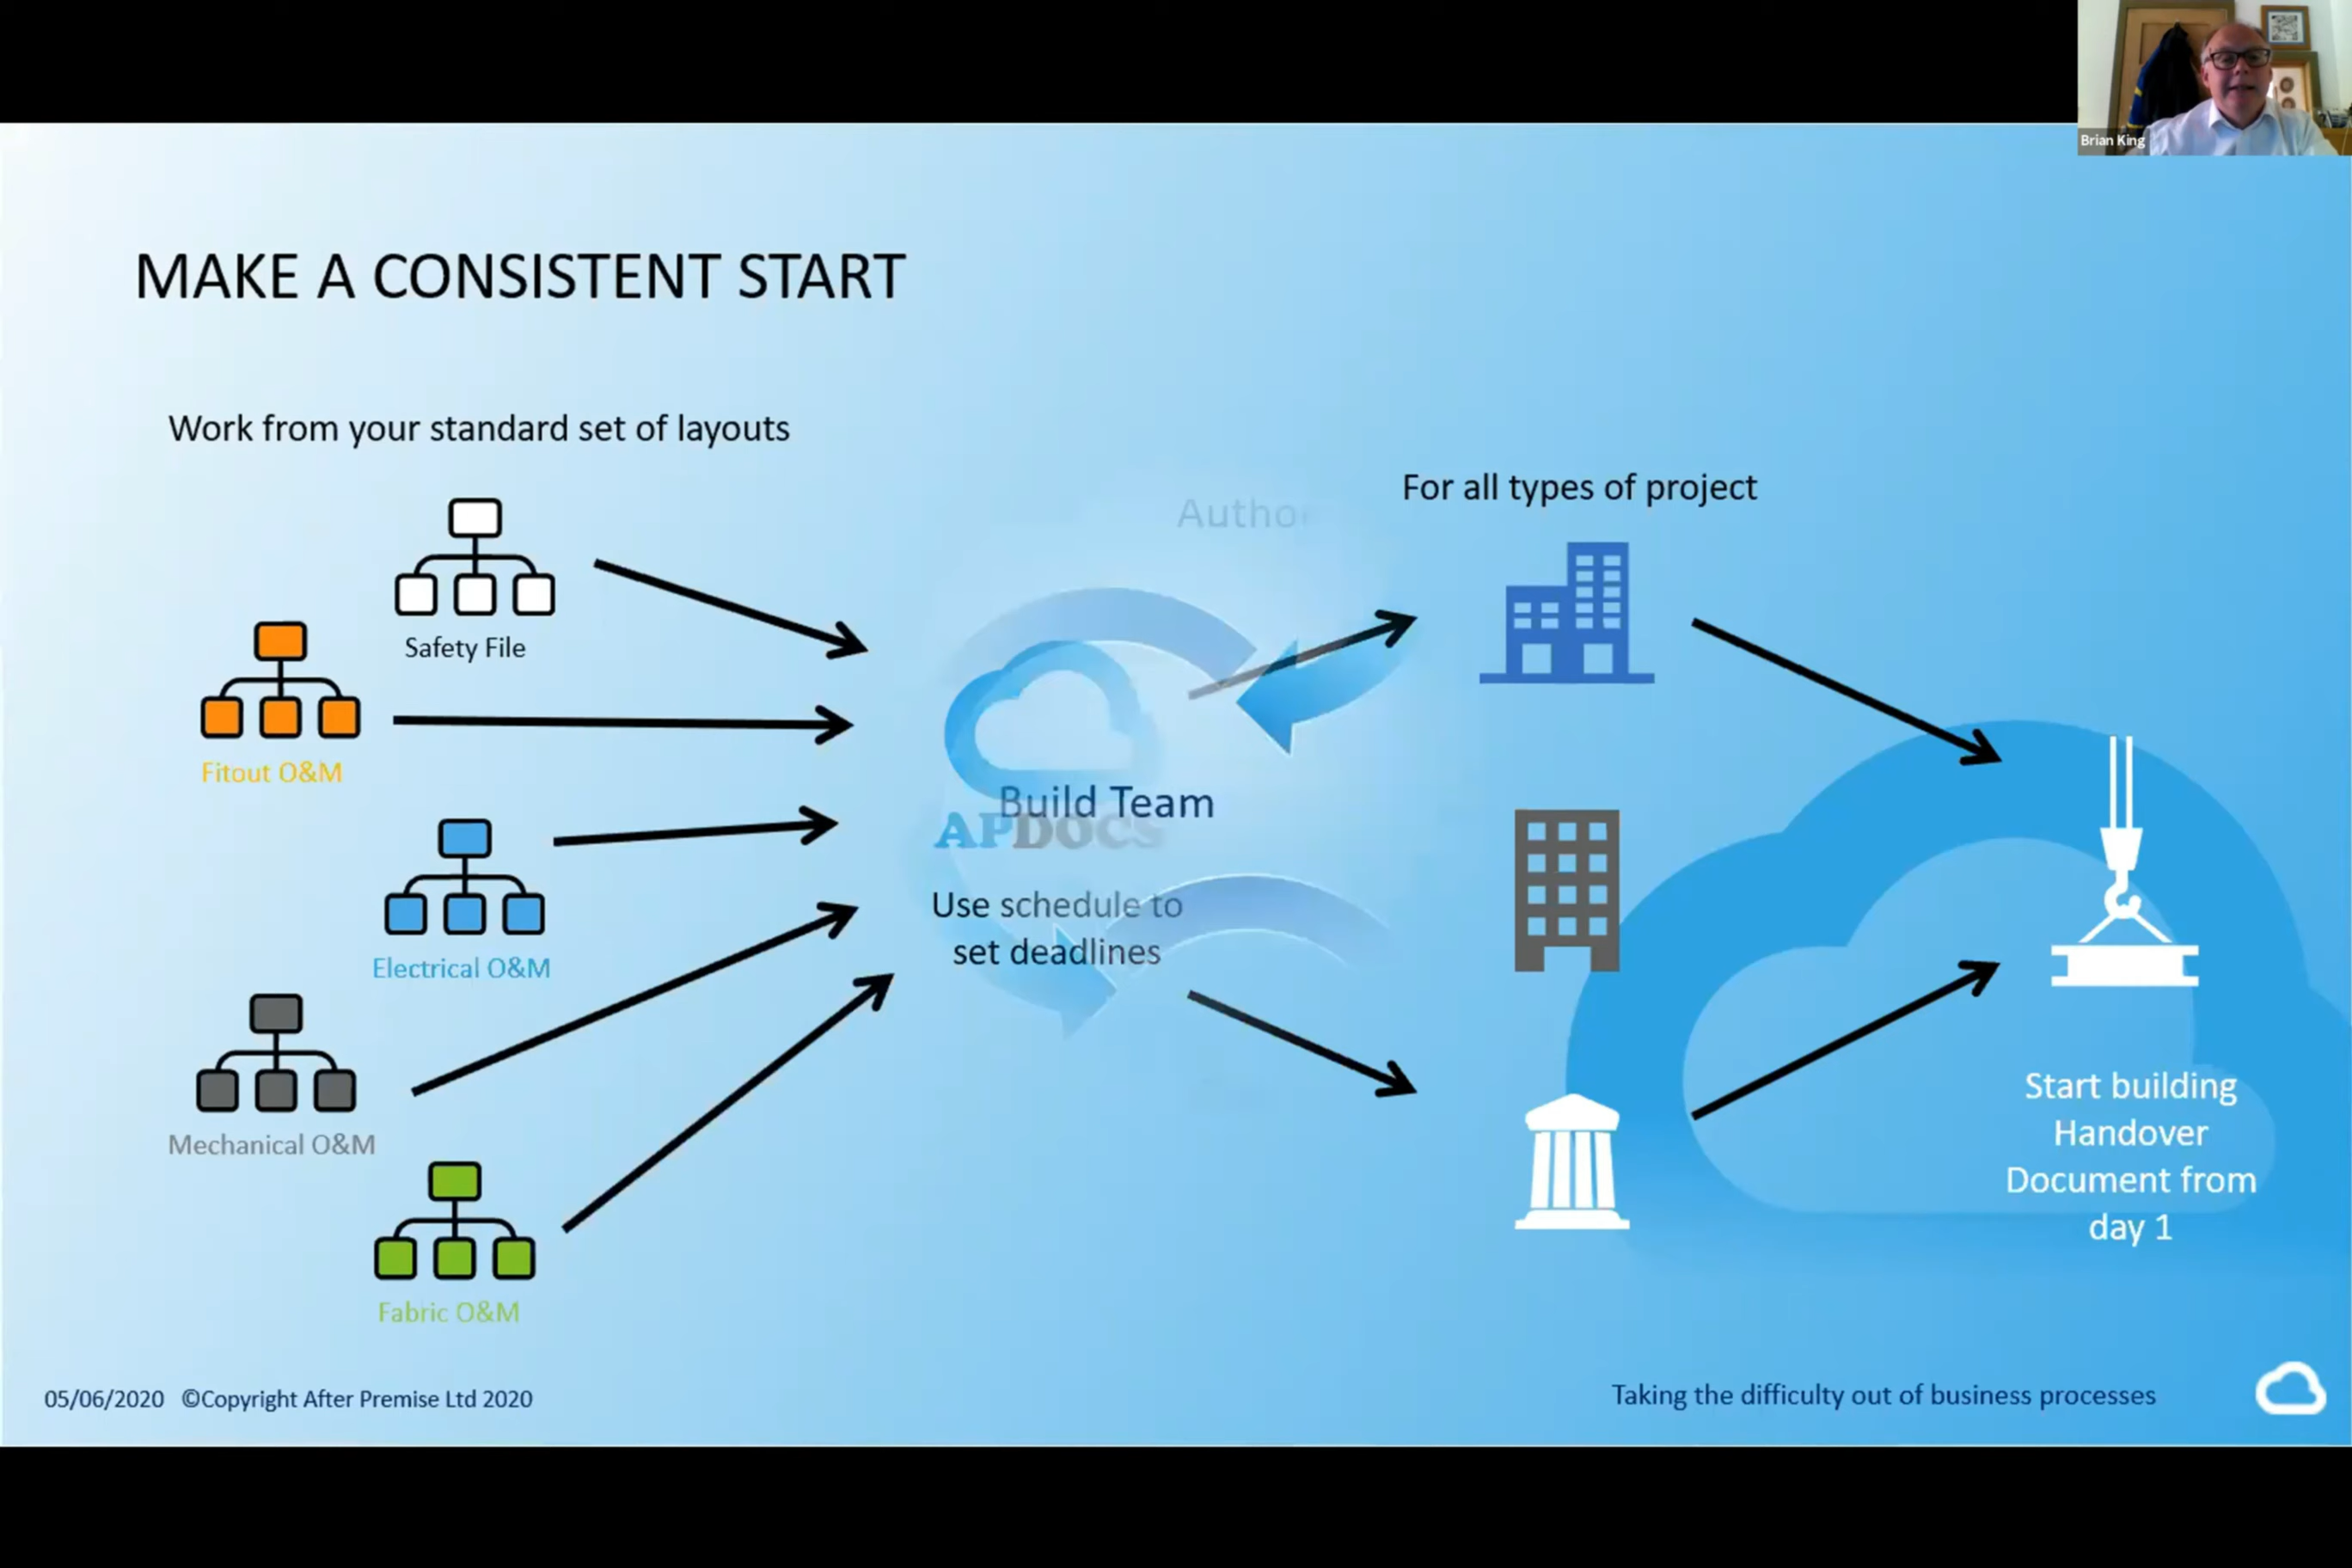 Brian King
MAKE A CONSISTENT START
Work from your standard set of layouts
For all types of project
Autho
Safety File
Fitout O&M
Build Team
APDOCS
Use schedule to
set deadlines
Electrical O&M
Mechanical O&M
Start building
Handover
Document from
day 1
Fabric O&M
05/06/2020 ©Copyright After Premise Ltd 2020
Taking the difficulty out of business processes